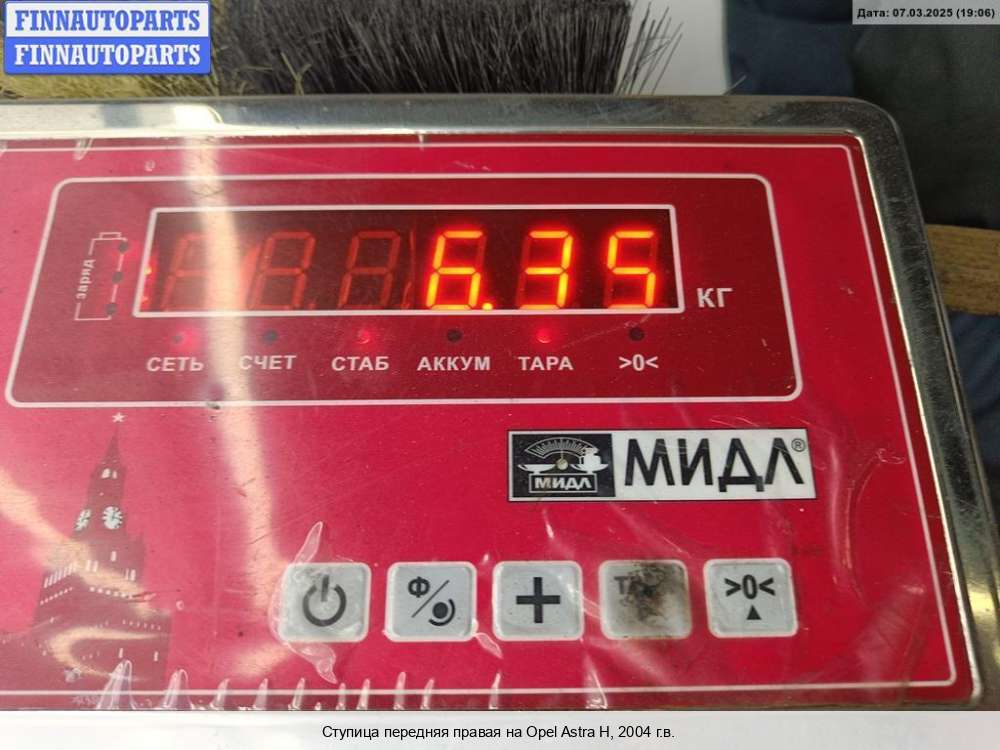 FINNAUTOPARTS
FINNAUTOPARTS
Дата: 07.03.2025 (19:06)
заряд
6.35
КГ
СЕТЬ СЧЕТ СТАБ АККУМ ТАРА >0<
МИДЛ
МИДЛ®
Ф/
+
>0<
Ступица передняя правая на Opel Astra H, 2004 г.в.